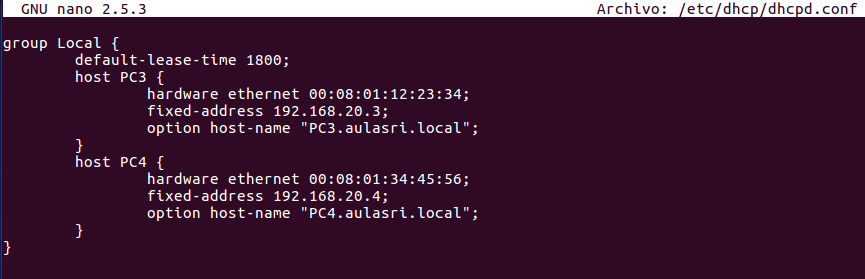 GNU nano 2.5.3 Archivo: /etc/dhcp/dhcpd.conf
group Local {
        default-lease-time 1800;
        host PC3 {
                hardware ethernet 00:08:01:12:23:34;
                fixed-address 192.168.20.3;
                option host-name "PC3.aulasri.local";
        }
        host PC4 {
                hardware ethernet 00:08:01:34:45:56;
                fixed-address 192.168.20.4;
                option host-name "PC4.aulasri.local";
        }
}